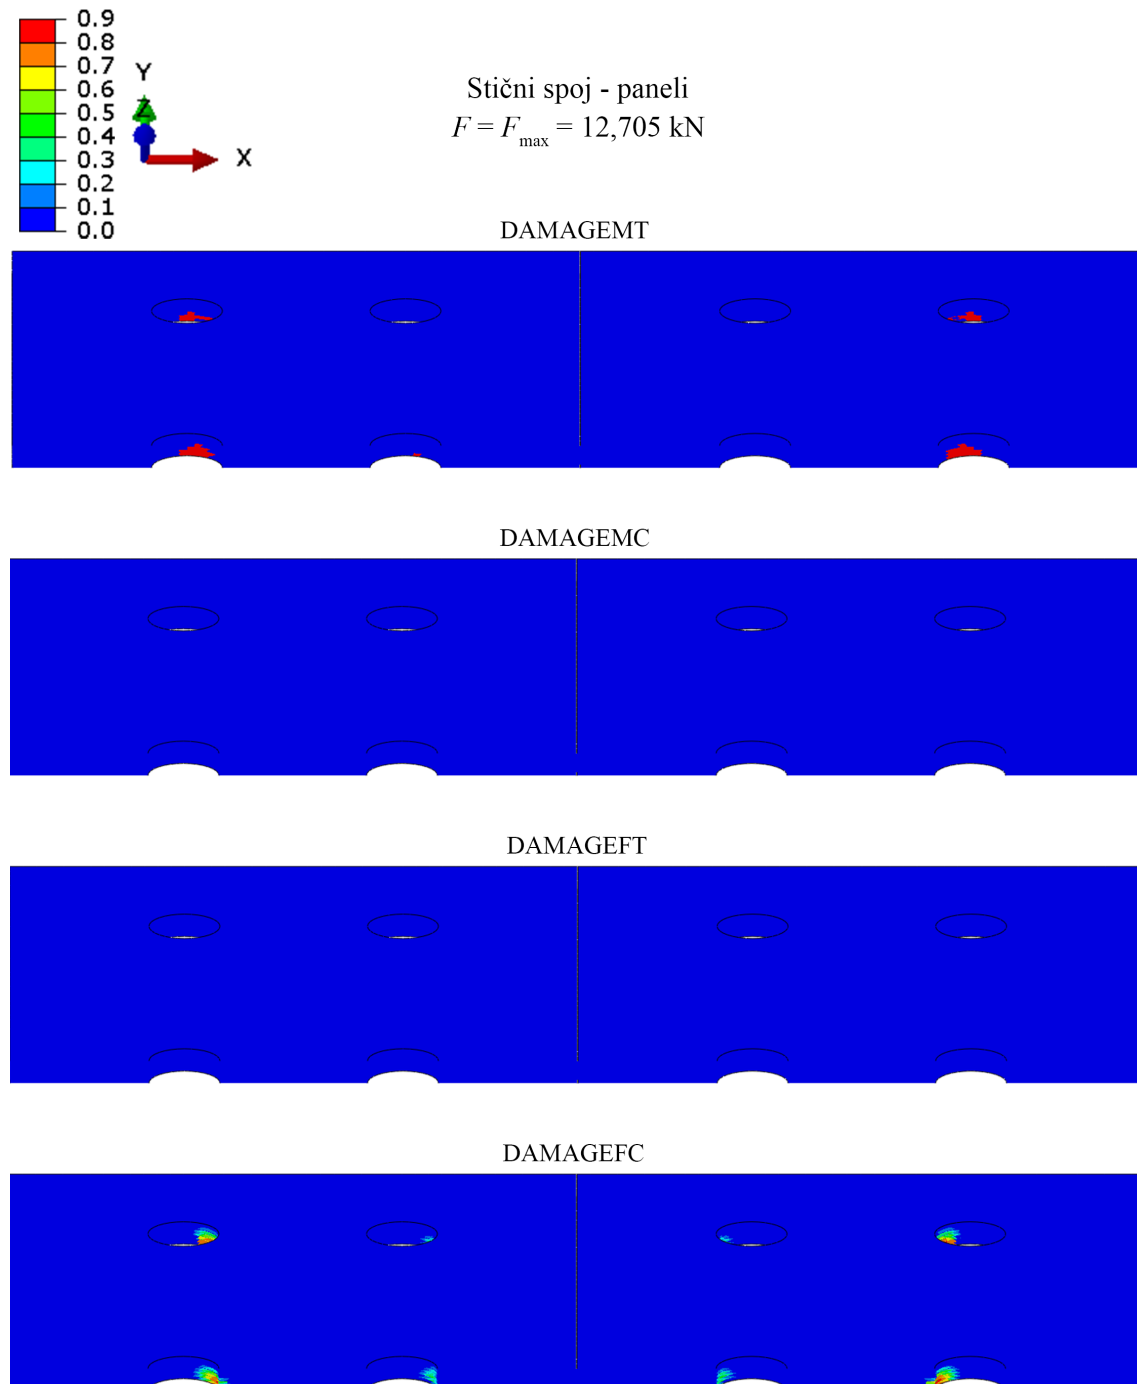 0.9
0.8
0.7
0.6
0.5
0.4
0.3
0.2
0.1
0.0
Y
Z
X
Stični spoj - paneli
F = Fmax = 12,705 kN
DAMAGEMT
DAMAGEMC
DAMAGEFT
DAMAGEFC